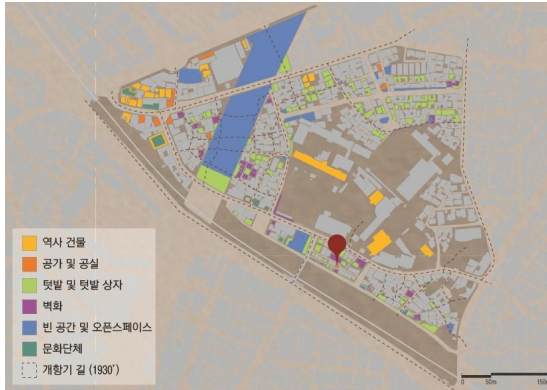 역사 건물
공가 및 공실
텃밭 및 텃밭 상자
벽화
빈 공간 및 오픈스페이스
문화단체
개항기 길 (1930')
0 50m 150m